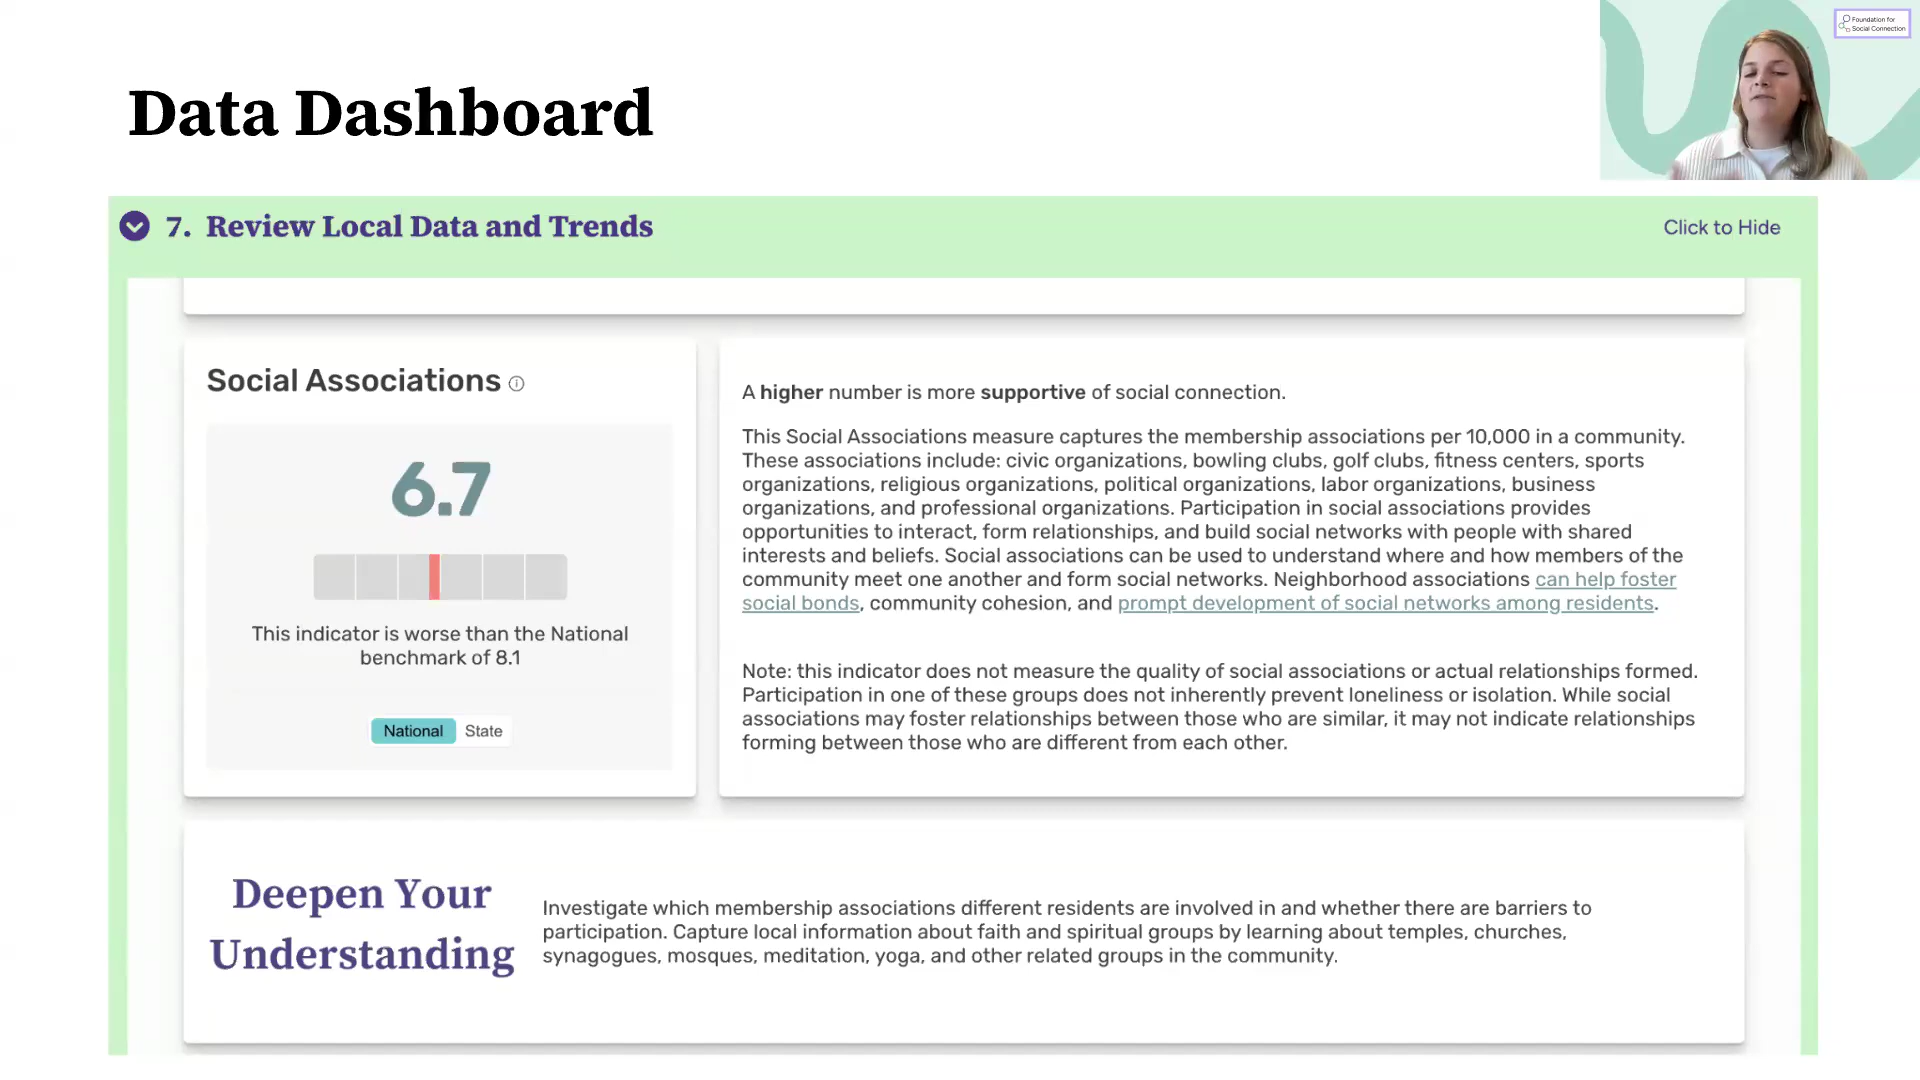 Foundation for
Social Connection
Data Dashboard
7. Review Local Data and Trends
Click to Hide
Social Associations
6.7
This indicator is worse than the National
benchmark of 8.1
National State
A higher number is more supportive of social connection.
This Social Associations measure captures the membership associations per 10,000 in a community.
These associations include: civic organizations, bowling clubs, golf clubs, fitness centers, sports
organizations, religious organizations, political organizations, labor organizations, business
organizations, and professional organizations. Participation in social associations provides
opportunities to interact, form relationships, and build social networks with people with shared
interests and beliefs. Social associations can be used to understand where and how members of the
community meet one another and form social networks. Neighborhood associations can help foster
social bonds, community cohesion, and prompt development of social networks among residents.
Note: this indicator does not measure the quality of social associations or actual relationships formed.
Participation in one of these groups does not inherently prevent loneliness or isolation. While social
associations may foster relationships between those who are similar, it may not indicate relationships
forming between those who are different from each other.
Deepen Your
Understanding
Investigate which membership associations different residents are involved in and whether there are barriers to
participation. Capture local information about faith and spiritual groups by learning about temples, churches,
synagogues, mosques, meditation, yoga, and other related groups in the community.